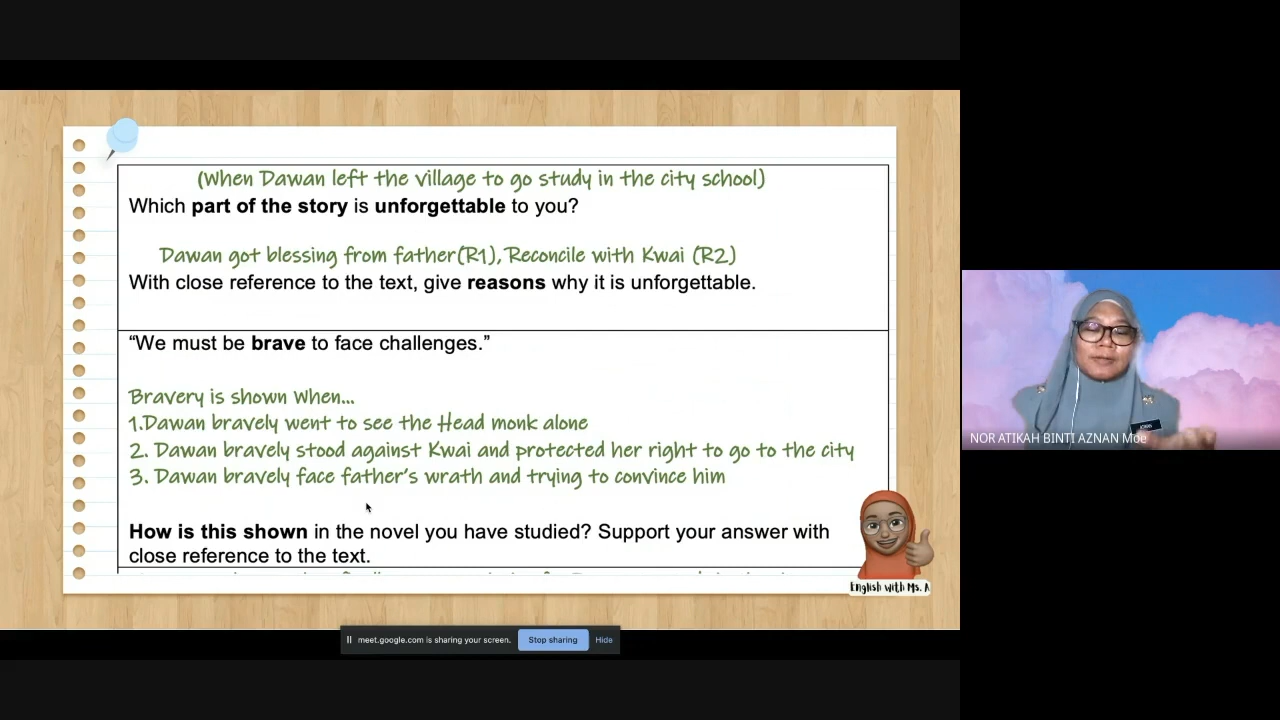 (When Dawan left the village to go study in the city school)
Which part of the story is unforgettable to you?
Dawan got blessing from father(R1), Reconcile with Kwai (R2)
With close reference to the text, give reasons why it is unforgettable.
“We must be brave to face challenges.”
Bravery is shown When...
1.Dawan bravely went to see the Head monk alone
2. Dawan bravely stood against Kwai and protected her right to go to the city
3. Dawan bravely face father's wrath and trying to convince him
How is this shown in the novel you have studied? Support your answer with
close reference to the text.
English with Ms. A
NOR ATIKAH BINTI AZNAN Moe
meet.google.com is sharing your screen. Stop sharing Hide